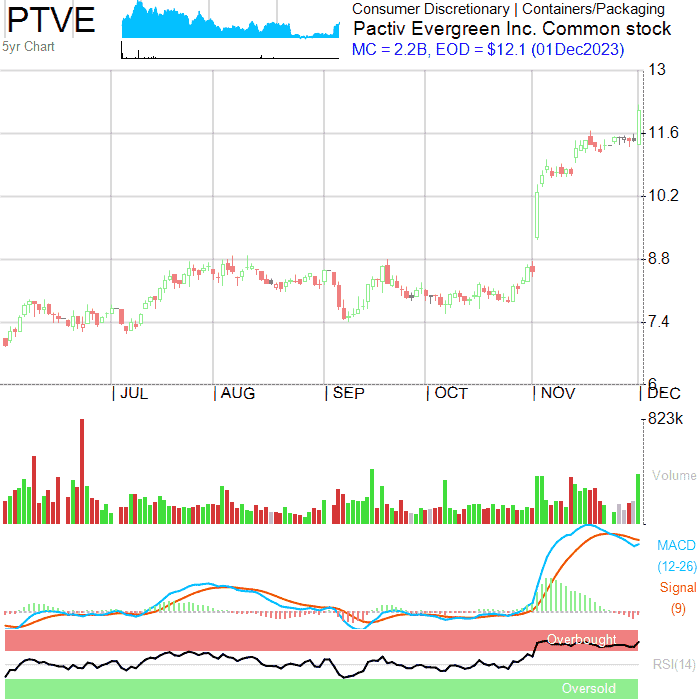 PTVE
5yr Chart
Consumer Discretionary | Containers/Packaging
Pactiv Evergreen Inc. Common stock
MC = 2.2B, EOD = $12.1 (01Dec2023)
13
11.6
10.2
8.8
7.4
6
JUL AUG SEP OCT NOV DEC
823k
Volume
MACD
(12-26)
Signal
(9)
Overbought
RSI(14)
Oversold